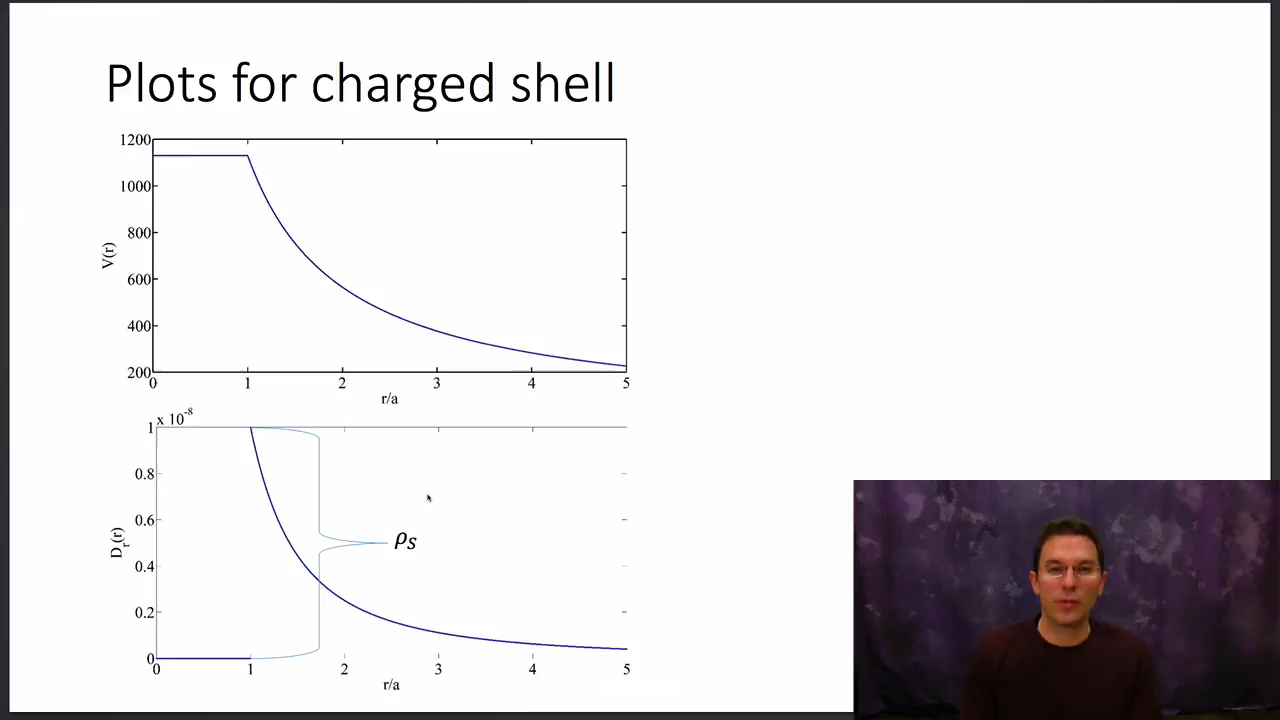 Plots for charged shell
1200
1000
800
600
400
200
V(r)
0 1 2 3 4 5
r/a
x 10⁻⁸
1
0.8
0.6
0.4
0.2
0
Dᵣ(r)
ρₛ
0 1 2 3 4 5
r/a